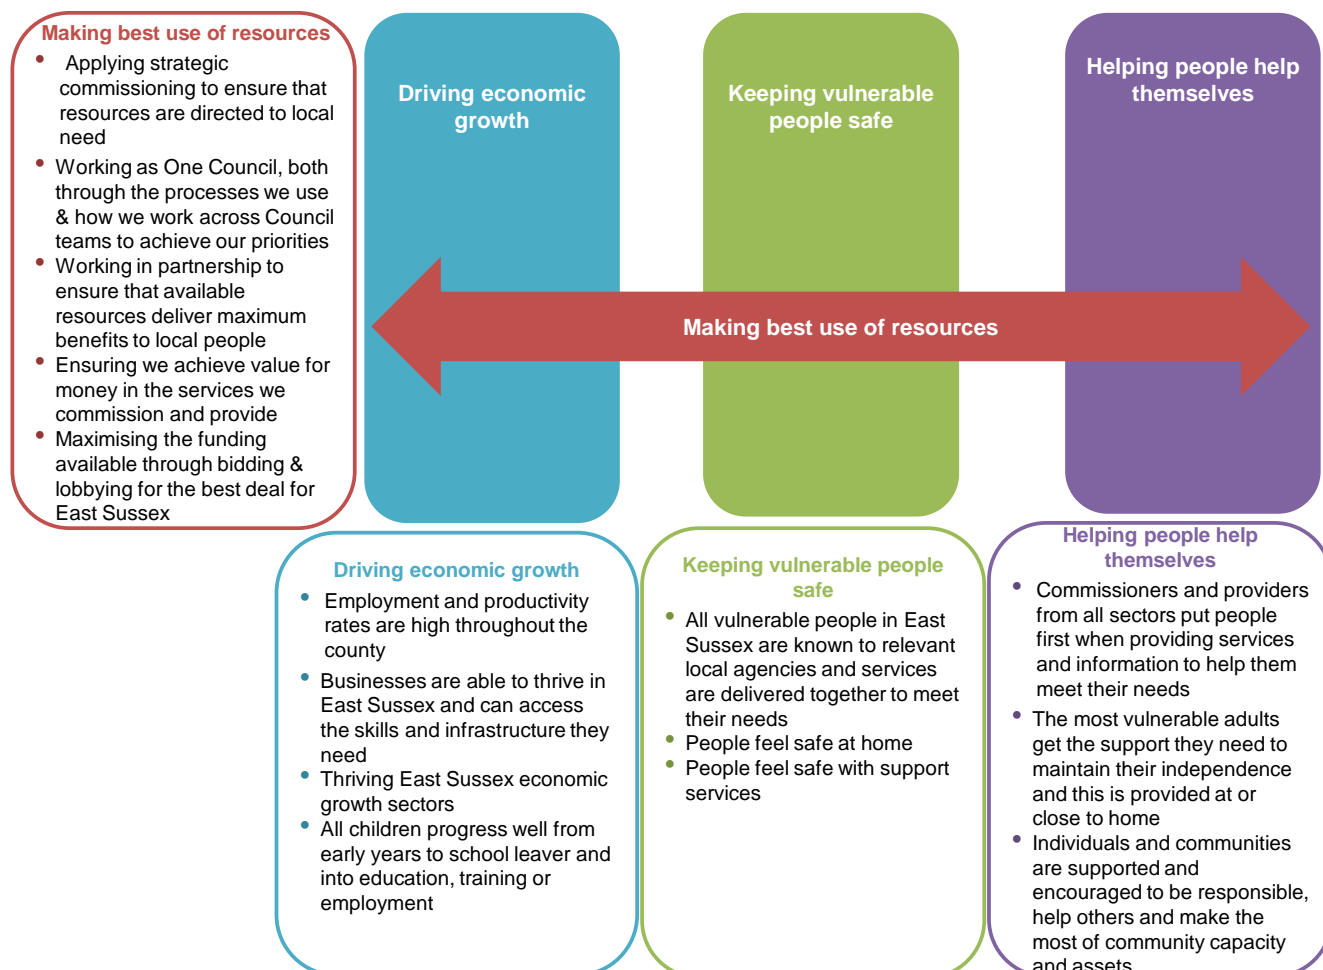 Making best use of resources
• Applying strategic
commissioning to ensure that
resources are directed to local
need
• Working as One Council, both
through the processes we use
& how we work across Council
teams to achieve our priorities
• Working in partnership to
ensure that available
resources deliver maximum
benefits to local people
• Ensuring we achieve value for
money in the services we
commission and provide
• Maximising the funding
available through bidding &
lobbying for the best deal for
East Sussex
Driving economic
growth
Keeping vulnerable
people safe
Helping people help
themselves
Making best use of resources
Driving economic growth
• Employment and productivity
rates are high throughout the
county
• Businesses are able to thrive in
East Sussex and can access
the skills and infrastructure they
need
• Thriving East Sussex economic
growth sectors
• All children progress well from
early years to school leaver and
into education, training or
employment
Keeping vulnerable people
safe
• All vulnerable people in East
Sussex are known to relevant
local agencies and services
are delivered together to meet
their needs
• People feel safe at home
• People feel safe with support
services
Helping people help
themselves
• Commissioners and providers
from all sectors put people
first when providing services
and information to help them
meet their needs
• The most vulnerable adults
get the support they need to
maintain their independence
and this is provided at or
close to home
• Individuals and communities
are supported and
encouraged to be responsible,
help others and make the
most of community capacity
and assets